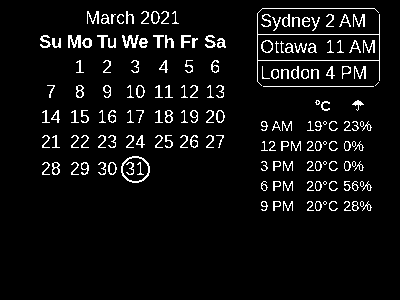 March 2021
Su Mo Tu We Th Fr Sa
1 2 3 4 5 6
7 8 9 10 11 12 13
14 15 16 17 18 19 20
21 22 23 24 25 26 27
28 29 30 31
Sydney 2 AM
Ottawa 11 AM
London 4 PM
°C
9 AM 19°C 23%
12 PM 20°C 0%
3 PM 20°C 0%
6 PM 20°C 56%
9 PM 20°C 28%